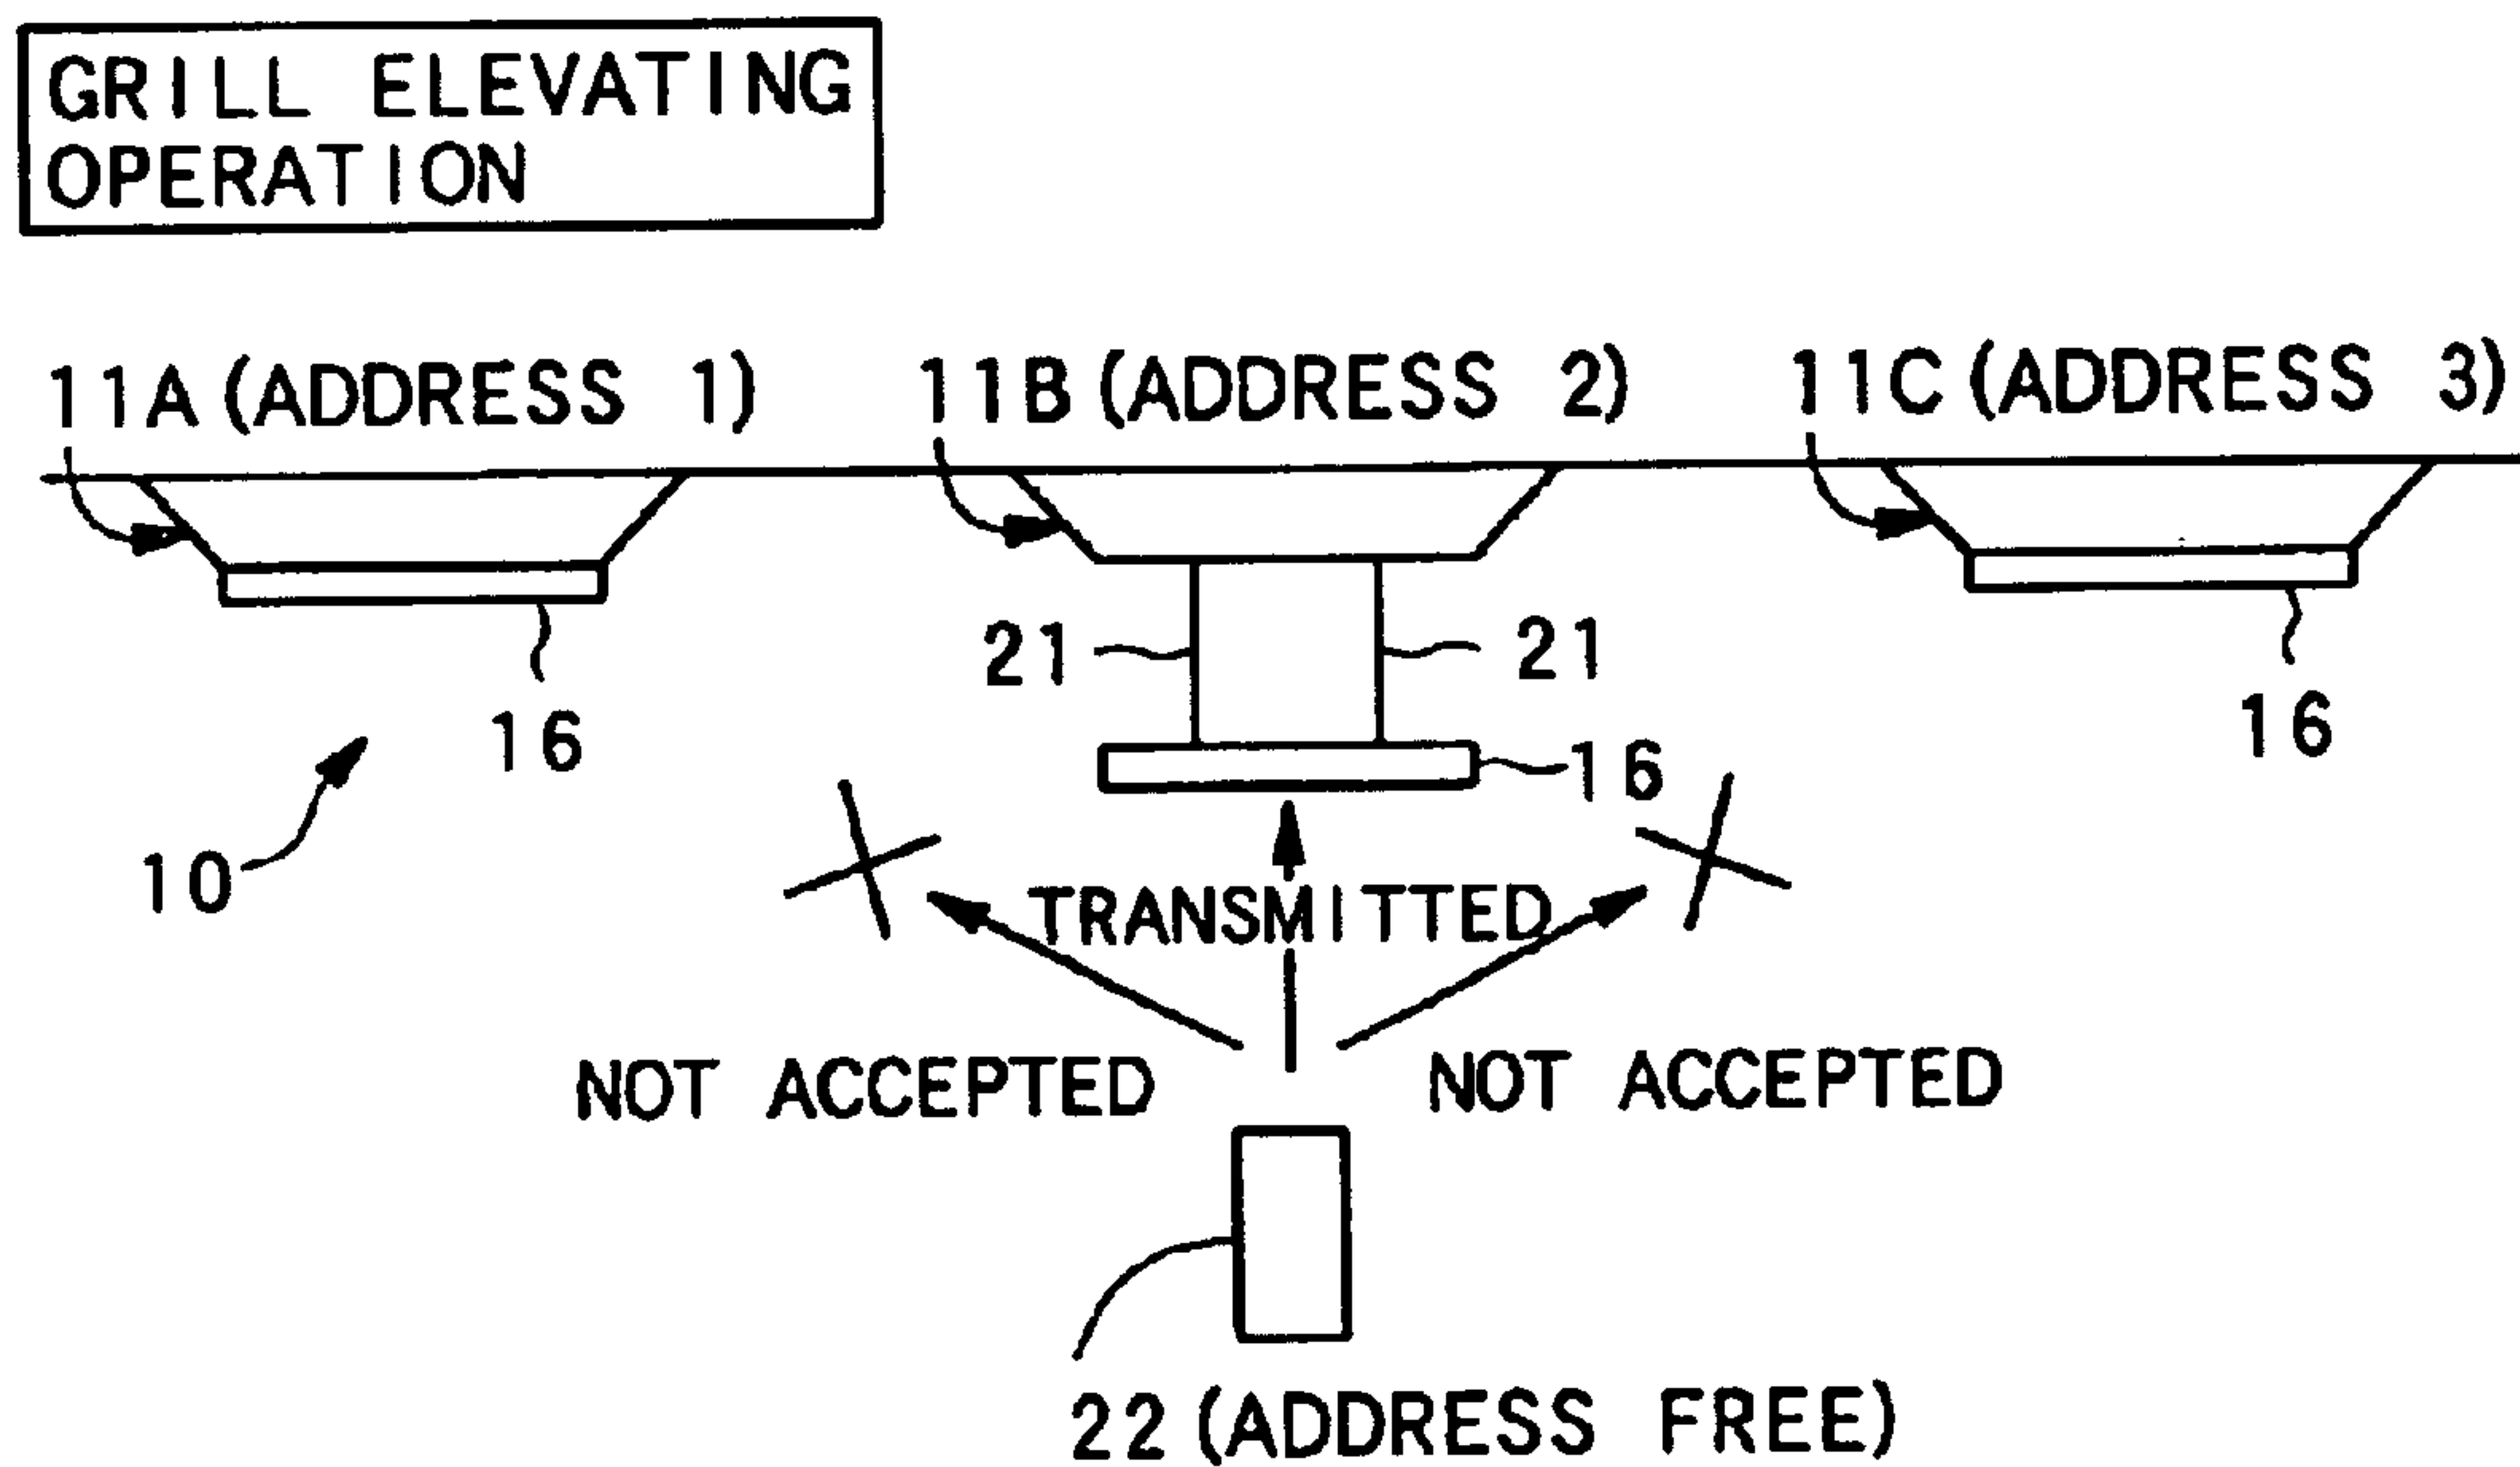 GRILL ELEVATING
OPERATION
11A (ADDRESS 1)
11B (ADDRESS 2)
11C (ADDRESS 3)
21
21
16
16
16
10
TRANSMITTED
NOT ACCEPTED
NOT ACCEPTED
22 (ADDRESS FREE)